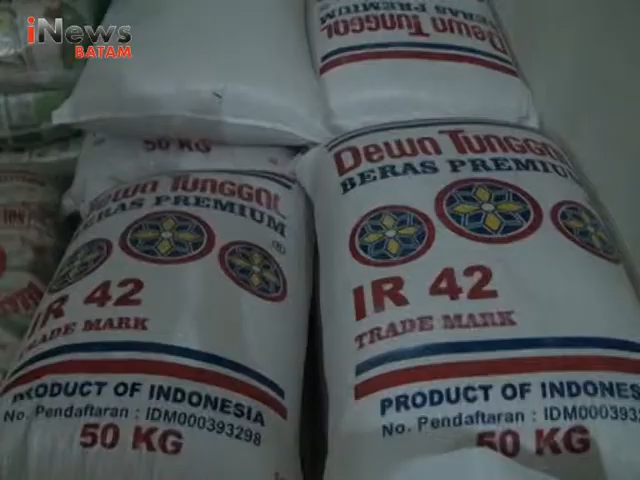 iNews
BATAM
Dewn Tunggol
BERAS PREMIUM
50 KG
Dewn Tunggol
BERAS PREMIUM
®
IR 42
TRADE MARK
PRODUCT OF INDONESIA
No. Pendaftaran : IDM000393298
50 KG
Dewn Tunggol
BERAS PREMIUM
IR 42
TRADE MARK
PRODUCT OF INDONES
No. Pendaftaran : IDM000393
50 KG